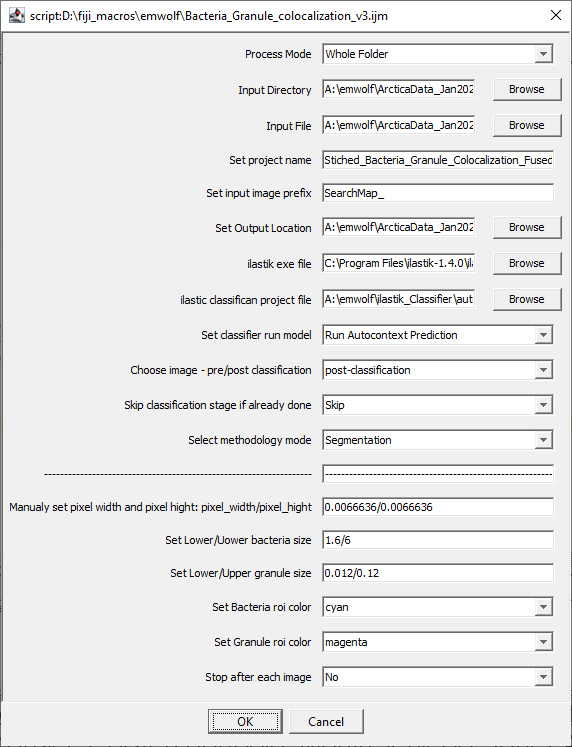 script:D:\fiji_macros\emwolf\Bacteria_Granule_colocalization_v3.ijm
Process Mode Whole Folder
Input Directory A:\emwolf\ArcticaData_Jan202 Browse
Input File A:\emwolf\ArcticaData_Jan202 Browse
Set project name Stiched_Bacteria_Granule_Colocalization_Fused
Set input image prefix SearchMap_
Set Output Location A:\emwolf\ArcticaData_Jan202 Browse
ilastik exe file C:\Program Files\ilastik-1.4.0\ila Browse
ilastic classifican project file A:\emwolf\ilastik_Classifier\aut Browse
Set classifier run model Run Autocontext Prediction
Choose image - pre/post classification post-classification
Skip classification stage if already done Skip
Select methodology mode Segmentation
------------------------------------------------------------------- ---------------------------------------------------------
Manualy set pixel width and pixel hight: pixel_width/pixel_hight 0.0066636/0.0066636
Set Lower/Uower bacteria size 1.6/6
Set Lower/Upper granule size 0.012/0.12
Set Bacteria roi color cyan
Set Granule roi color magenta
Stop after each image No
OK Cancel